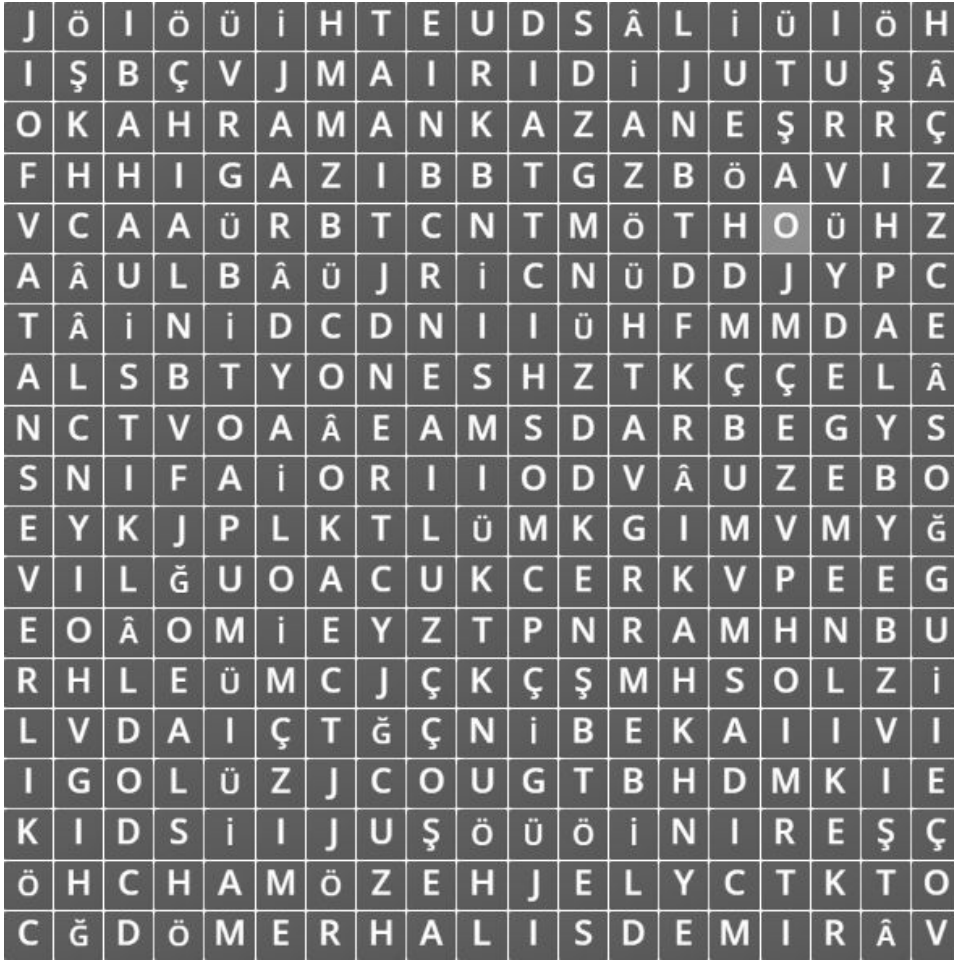 J Ö I Ö Ü İ H T E U D S Â L İ Ü I Ö H
I Ş B Ç V J M A I R I D İ J U T U Ş Â
O K A H R A M A N K A Z A N E Ş R R Ç
F H H I G A Z I B B T G Z B Ö A V I Z
V C A A Ü R B T C N T M Ö T H O Ü H Z
A Â U L B Â Ü J R İ C N Ü D D J Y P C
T Â İ N İ D C D N I I Ü H F M M D A E
A L S B T Y O N E S H Z T K Ç Ç E L Â
N C T V O A Â E A M S D A R B E G Y S
S N I F A İ O R I I O D V Â U Z E B O
E Y K J P L K T L Ü M K G I M V M Y Ğ
V I L Ğ U O A C U K C E R K V P E E G
E O Â O M İ E Y Z T P N R A M H N B U
R H L E Ü M C J Ç K Ç Ş M H S O L Z İ
L V D A I Ç T Ğ Ç N İ B E K A I I V I
I G O L Ü Z J C O U G T B H D M K I E
K I D S İ I J U Ş Ö Ü Ö İ N I R E Ş Ç
Ö H C H A M Ö Z E H J E L Y C T K T O
C Ğ D Ö M E R H A L I S D E M I R Â V